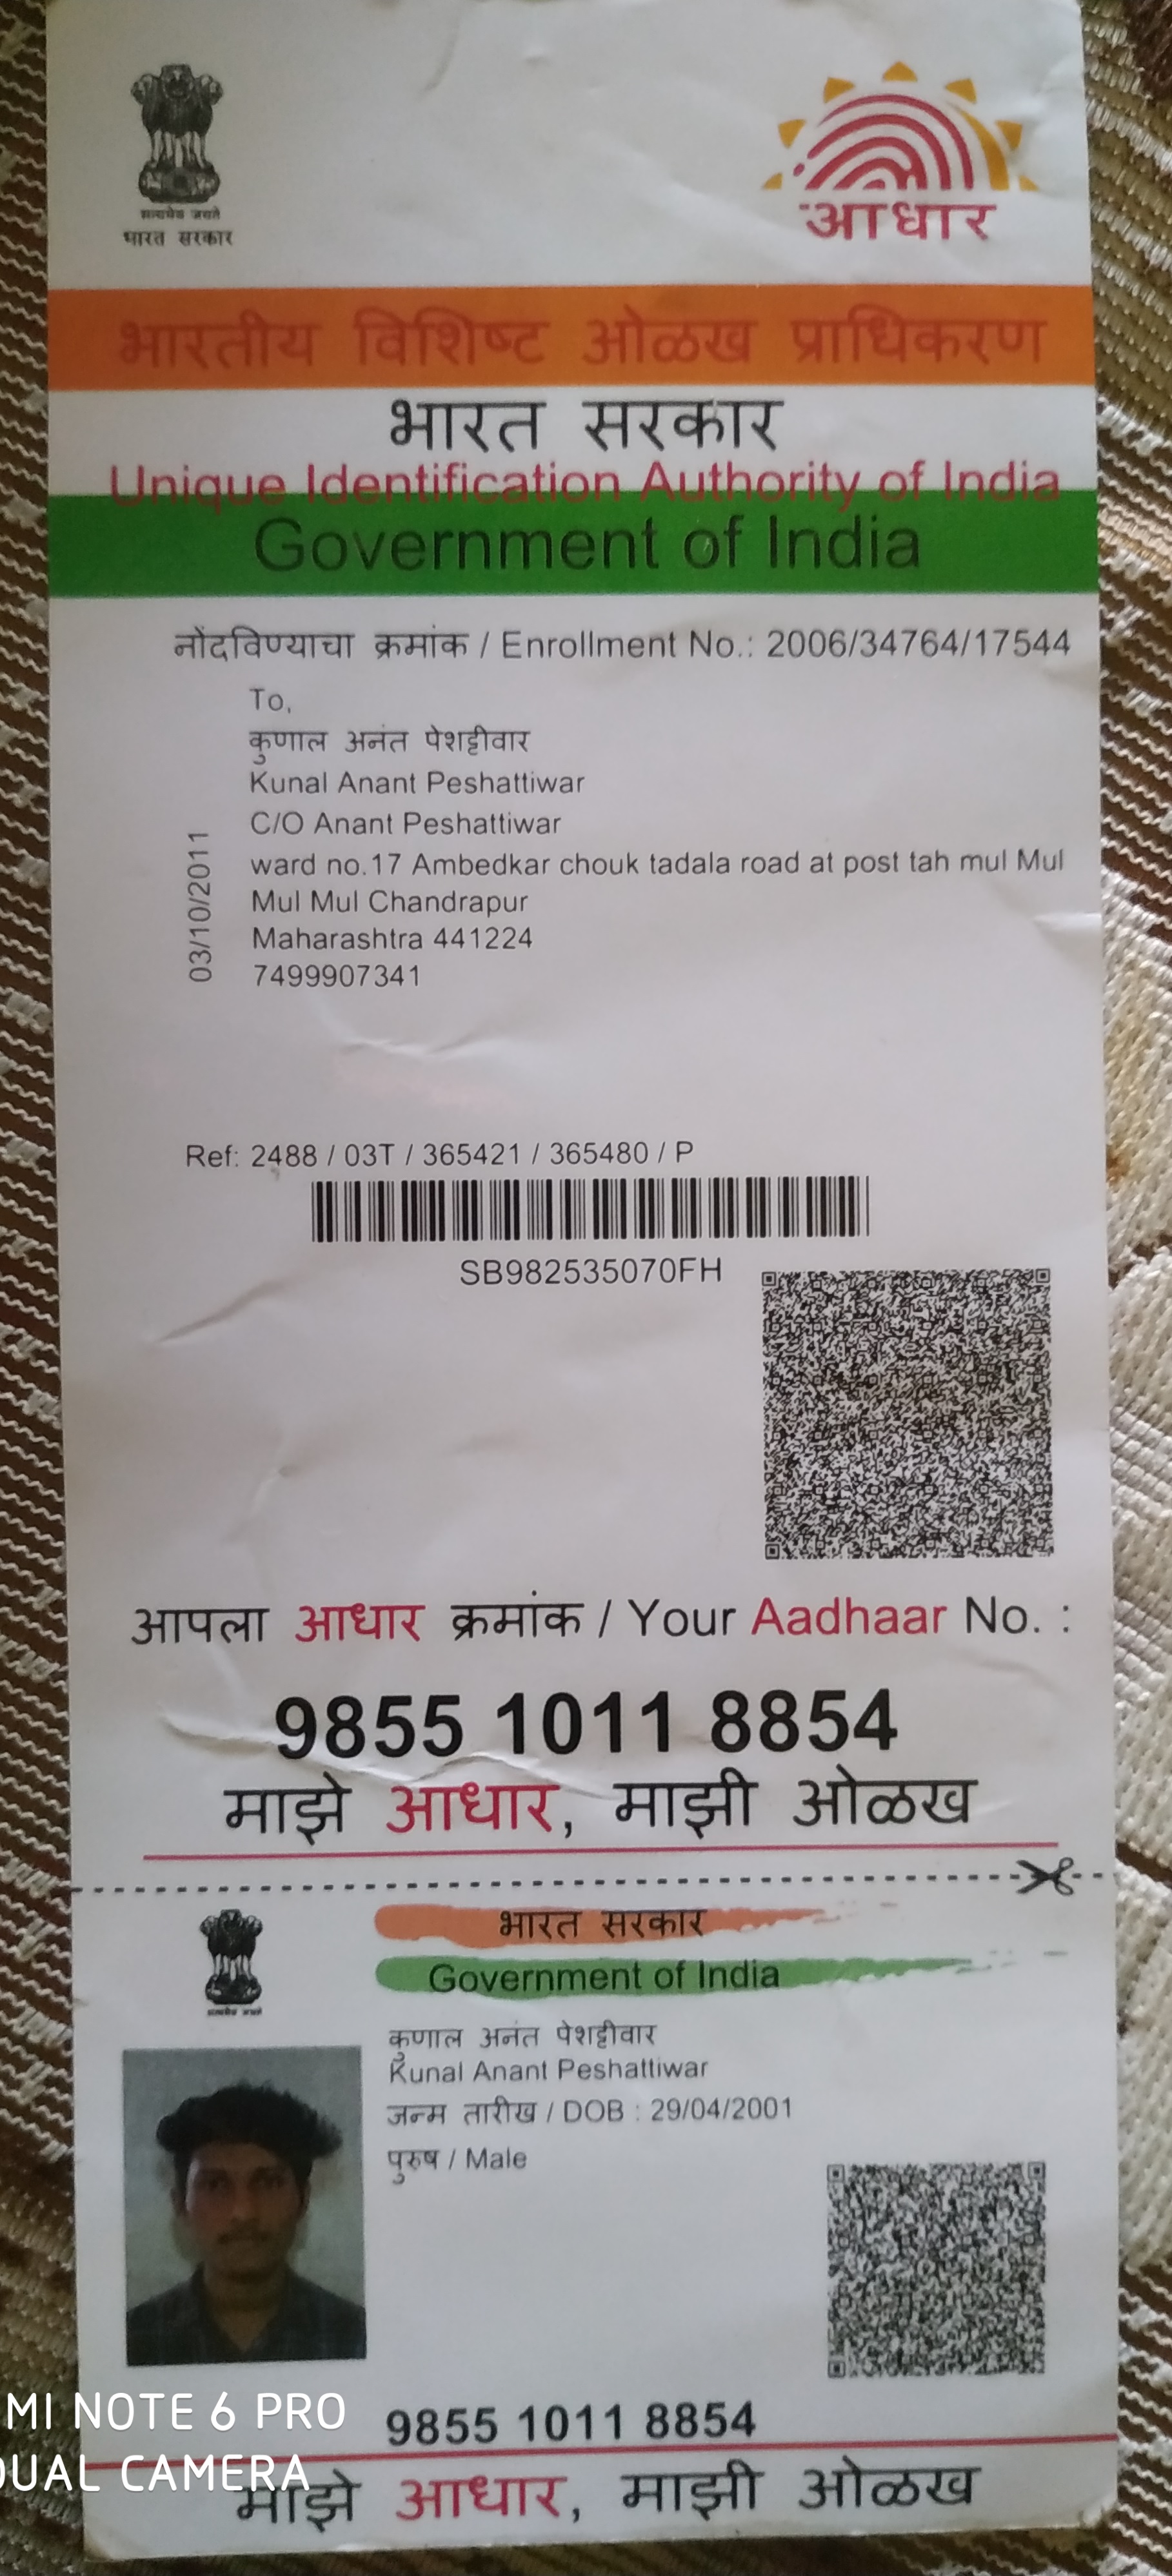 सत्यमेव जयते
भारत सरकार
आधार
भारतीय विशिष्ट ओळख प्राधिकरण
भारत सरकार
Unique Identification Authority of India
Government of India
नोंदविण्याचा क्रमांक / Enrollment No.: 2006/34764/17544
To,
कुणाल अनंत पेशट्टीवार
Kunal Anant Peshattiwar
C/O Anant Peshattiwar
ward no.17 Ambedkar chouk tadala road at post tah mul Mul
Mul Mul Chandrapur
Maharashtra 441224
7499907341
03/10/2011
Ref: 2488 / 03T / 365421 / 365480 / P
SB982535070FH
आपला आधार क्रमांक / Your Aadhaar No. :
9855 1011 8854
माझे आधार, माझी ओळख
भारत सरकार
Government of India
सत्यमेव जयते
कुणाल अनंत पेशट्टीवार
Kunal Anant Peshattiwar
जन्म तारीख / DOB : 29/04/2001
पुरुष / Male
9855 1011 8854
माझे आधार, माझी ओळख
MI NOTE 6 PRO
DUAL CAMERA